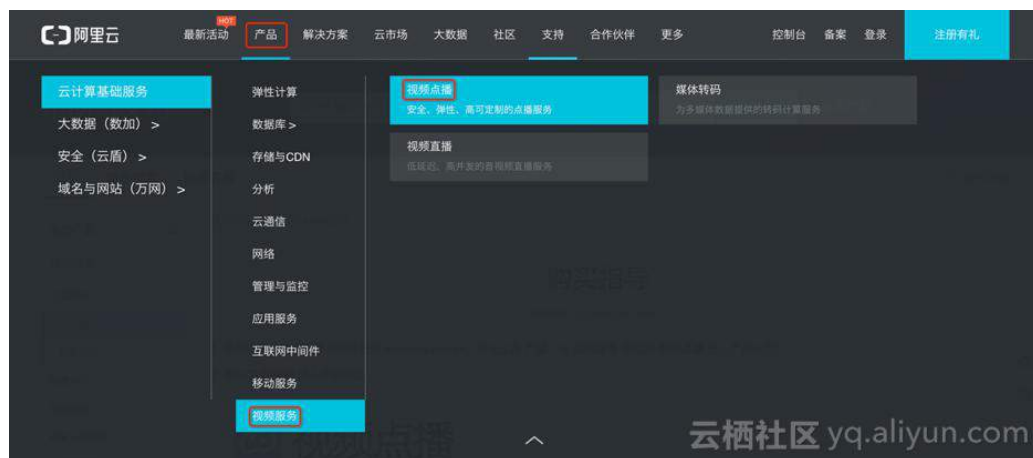 阿里云 最新活动 HOT 产品 解决方案 云市场 大数据 社区 支持 合作伙伴 更多 控制台 备案 登录 注册有礼
云计算基础服务
大数据（数加） >
安全（云盾） >
域名与网站（万网） >
弹性计算
数据库 >
存储与CDN
分析
云通信
网络
管理与监控
应用服务
互联网中间件
移动服务
视频服务
视频点播
安全、弹性、高可定制的点播服务
媒体转码
为多媒体数据提供的转码计算服务
视频直播
低延迟、高并发的音视频直播服务
购买指导
视频点播
云栖社区 yq.aliyun.com